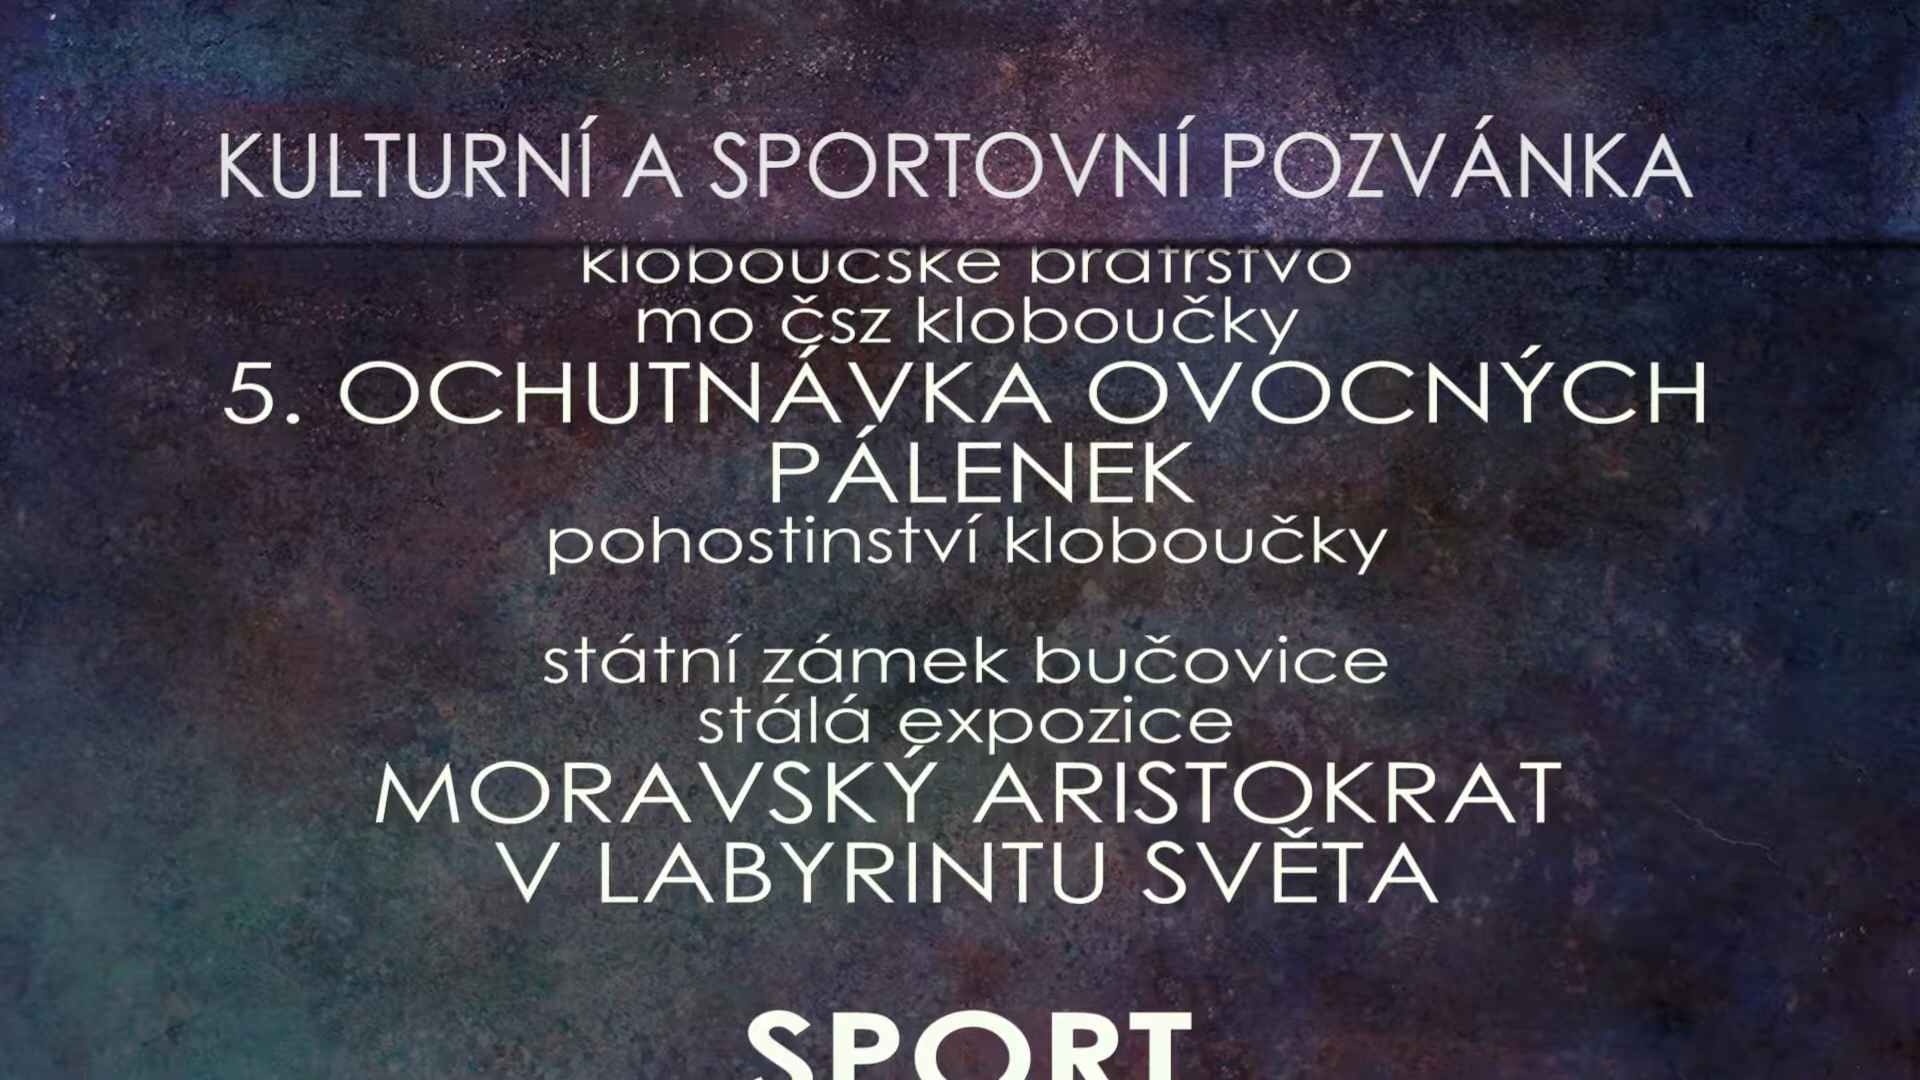 KULTURNÍ A SPORTOVNÍ POZVÁNKA
kloboučské bratrstvo
mo čsz kloboučky
5. OCHUTNÁVKA OVOCNÝCH
PÁLENEK
pohostinství kloboučky
státní zámek bučovice
stálá expozice
MORAVSKÝ ARISTOKRAT
V LABYRINTU SVĚTA
SPORT